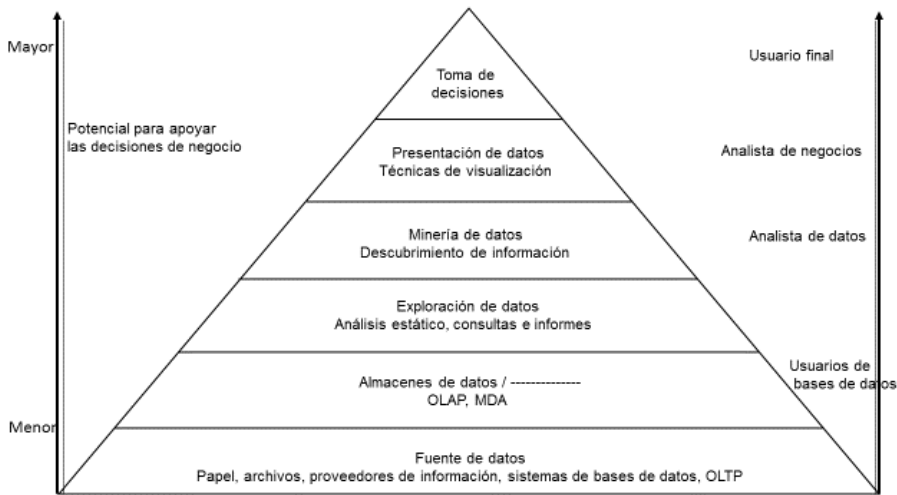 Mayor
Usuario final
Toma de
decisiones
Potencial para apoyar
las decisiones de negocio
Presentación de datos
Técnicas de visualización
Analista de negocios
Minería de datos
Descubrimiento de información
Analista de datos
Exploración de datos
Análisis estático, consultas e informes
Usuarios de
bases de datos
Almacenes de datos / --------------
OLAP, MDA
Menor
Fuente de datos
Papel, archivos, proveedores de información, sistemas de bases de datos, OLTP